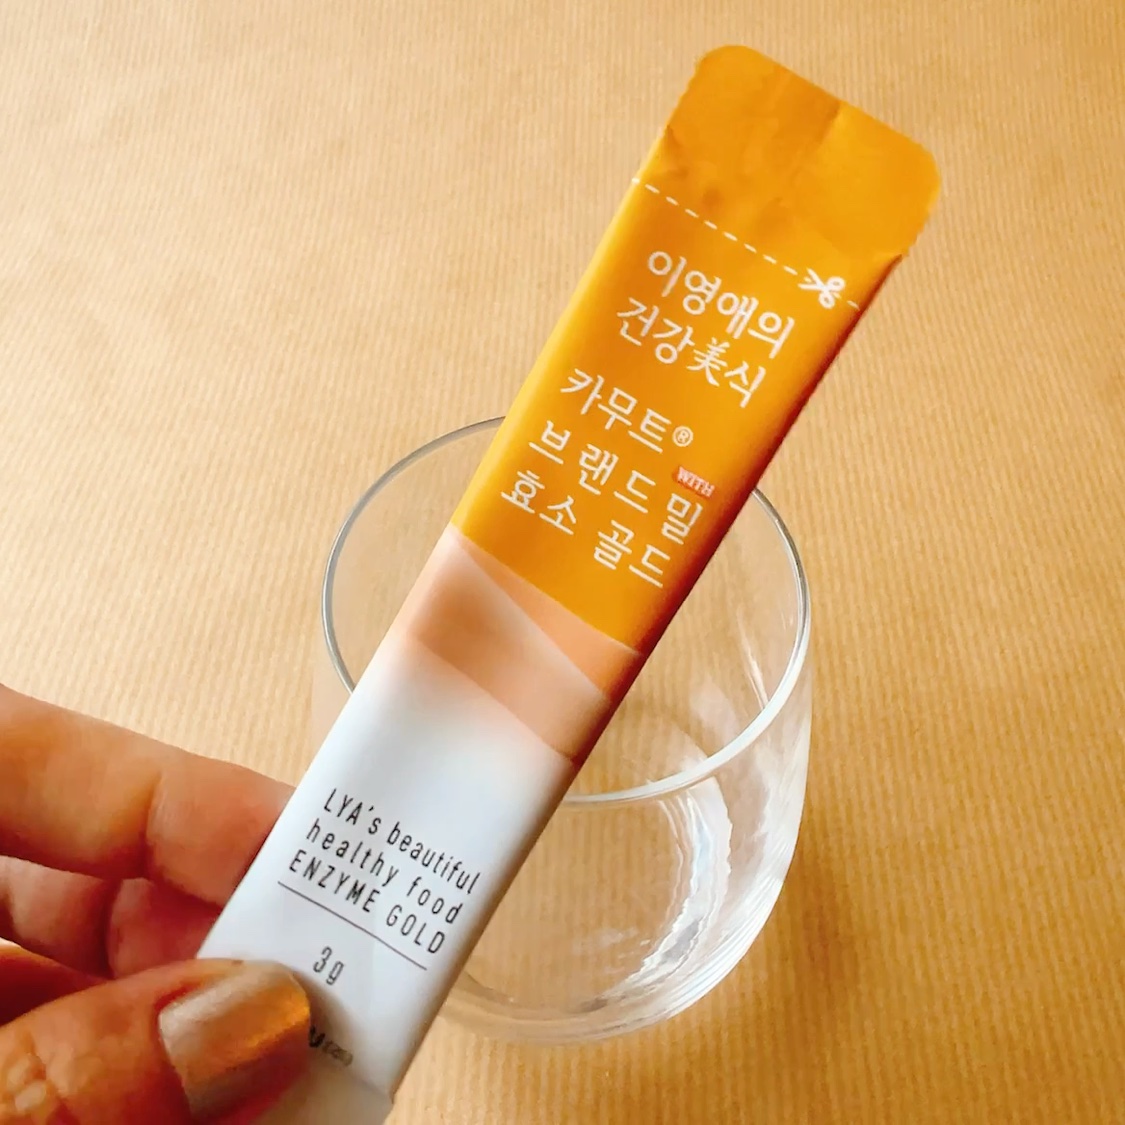 이영애의
건강美식
카무트®
브랜드 밀
효소 골드
LYA's beautiful
healthy food
ENZYME GOLD
3g